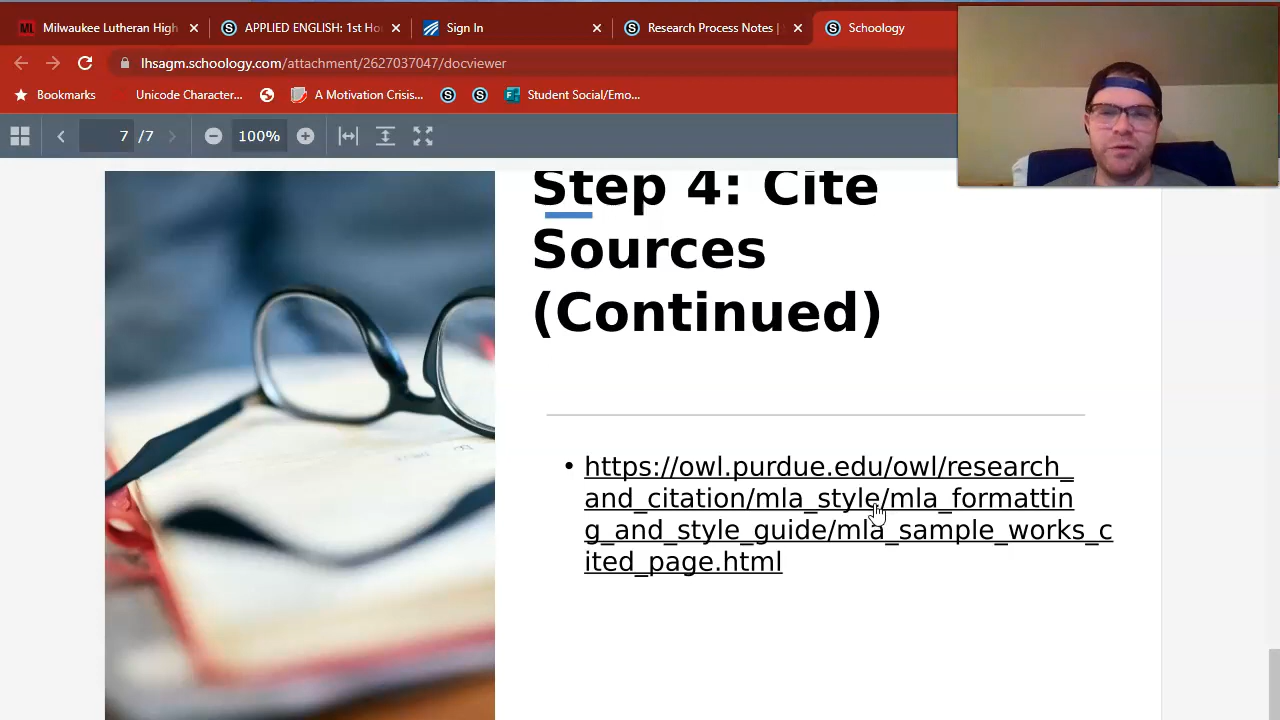 Milwaukee Lutheran High
APPLIED ENGLISH: 1st Ho
Sign In
Research Process Notes |
Schoology
lhsagm.schoology.com/attachment/2627037047/docviewer
Bookmarks
Unicode Character...
A Motivation Crisis...
Student Social/Emo...
7 /7
100%
Step 4: Cite
Sources
(Continued)
• https://owl.purdue.edu/owl/research_
and_citation/mla_style/mla_formattin
g_and_style_guide/mla_sample_works_c
ited_page.html